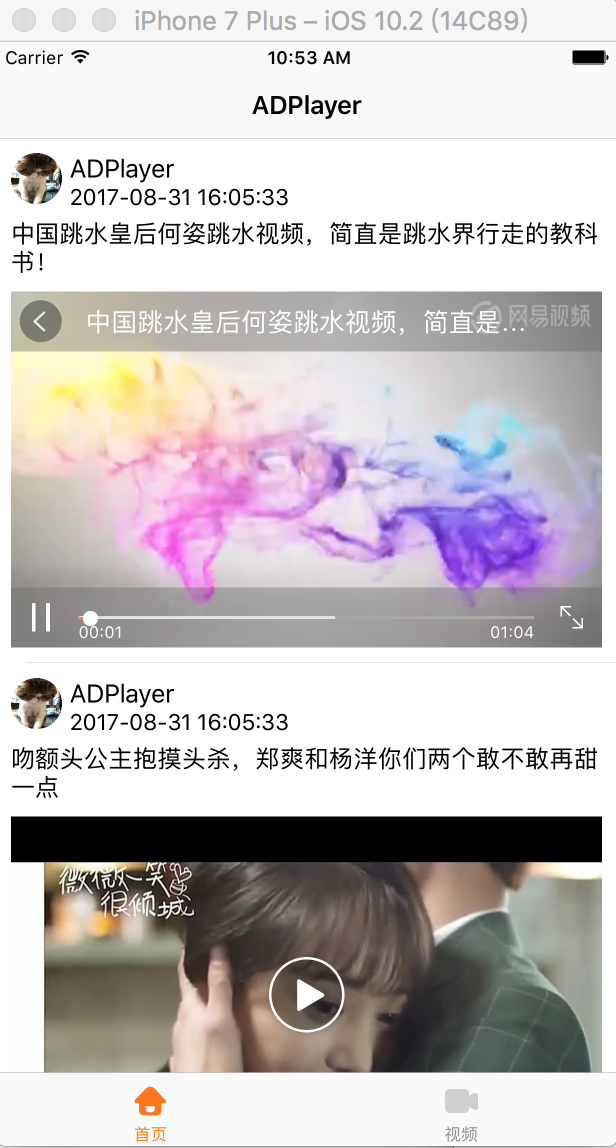 iPhone 7 Plus – iOS 10.2 (14C89)
Carrier 10:53 AM
ADPlayer
ADPlayer
2017-08-31 16:05:33
中国跳水皇后何姿跳水视频，简直是跳水界行走的教科
书！
中国跳水皇后何姿跳水视频，简直是...
网易视频
00:01 01:04
ADPlayer
2017-08-31 16:05:33
吻额头公主抱摸头杀，郑爽和杨洋你们两个敢不敢再甜
一点
微微一笑
很倾城
首页 视频